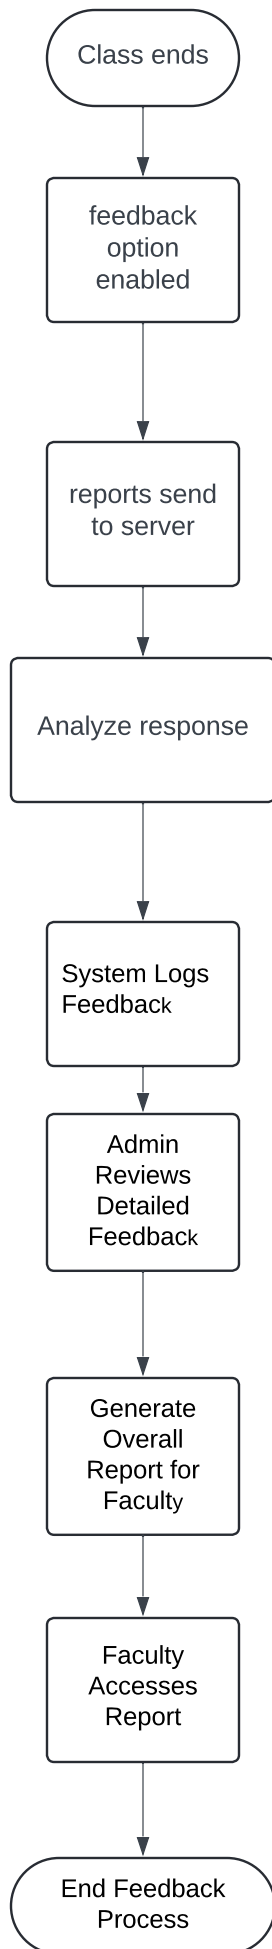 Class ends
feedback
option
enabled
reports send
to server
Analyze response
System Logs
Feedback
Admin
Reviews
Detailed
Feedback
Generate
Overall
Report for
Faculty
Faculty
Accesses
Report
End Feedback
Process